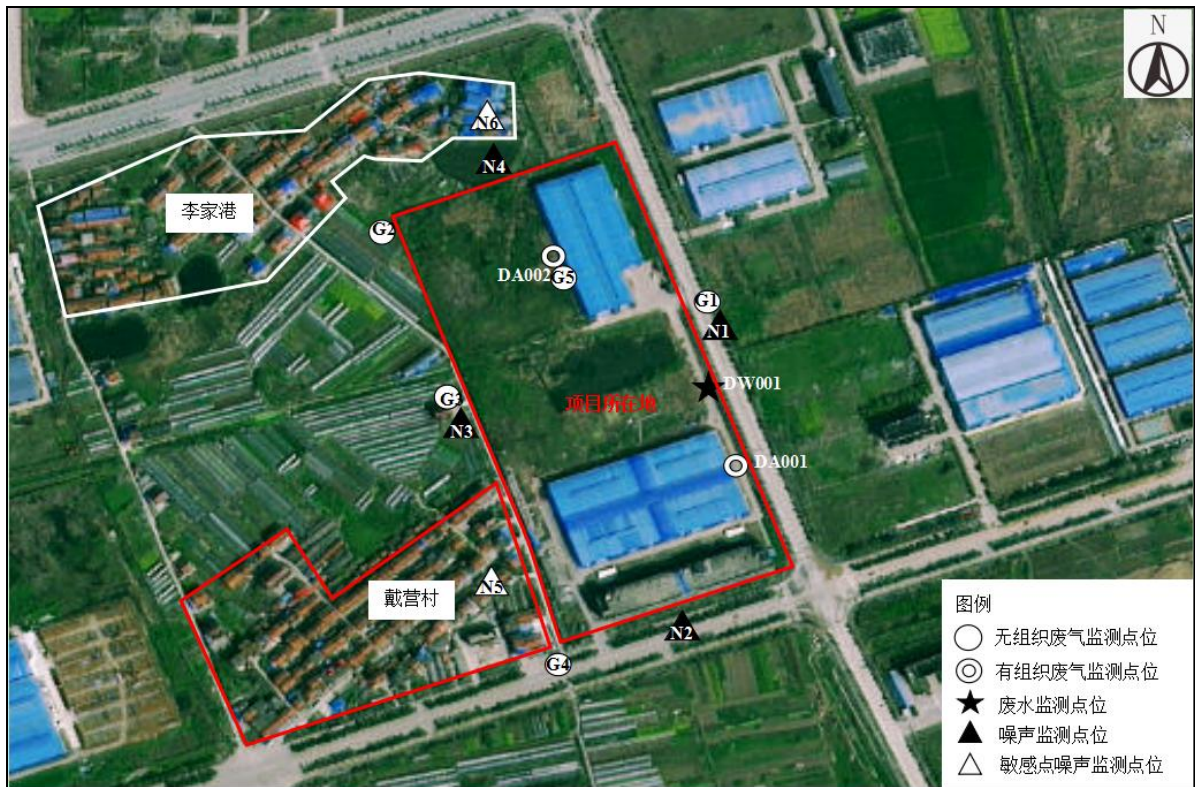 N
N6
N4
李家港
G2
DA002
G5
G1
N1
DW001
G3
项目所在地
N3
DA001
戴营村
N5
N2
G4
图例
无组织废气监测点位
有组织废气监测点位
废水监测点位
噪声监测点位
敏感点噪声监测点位